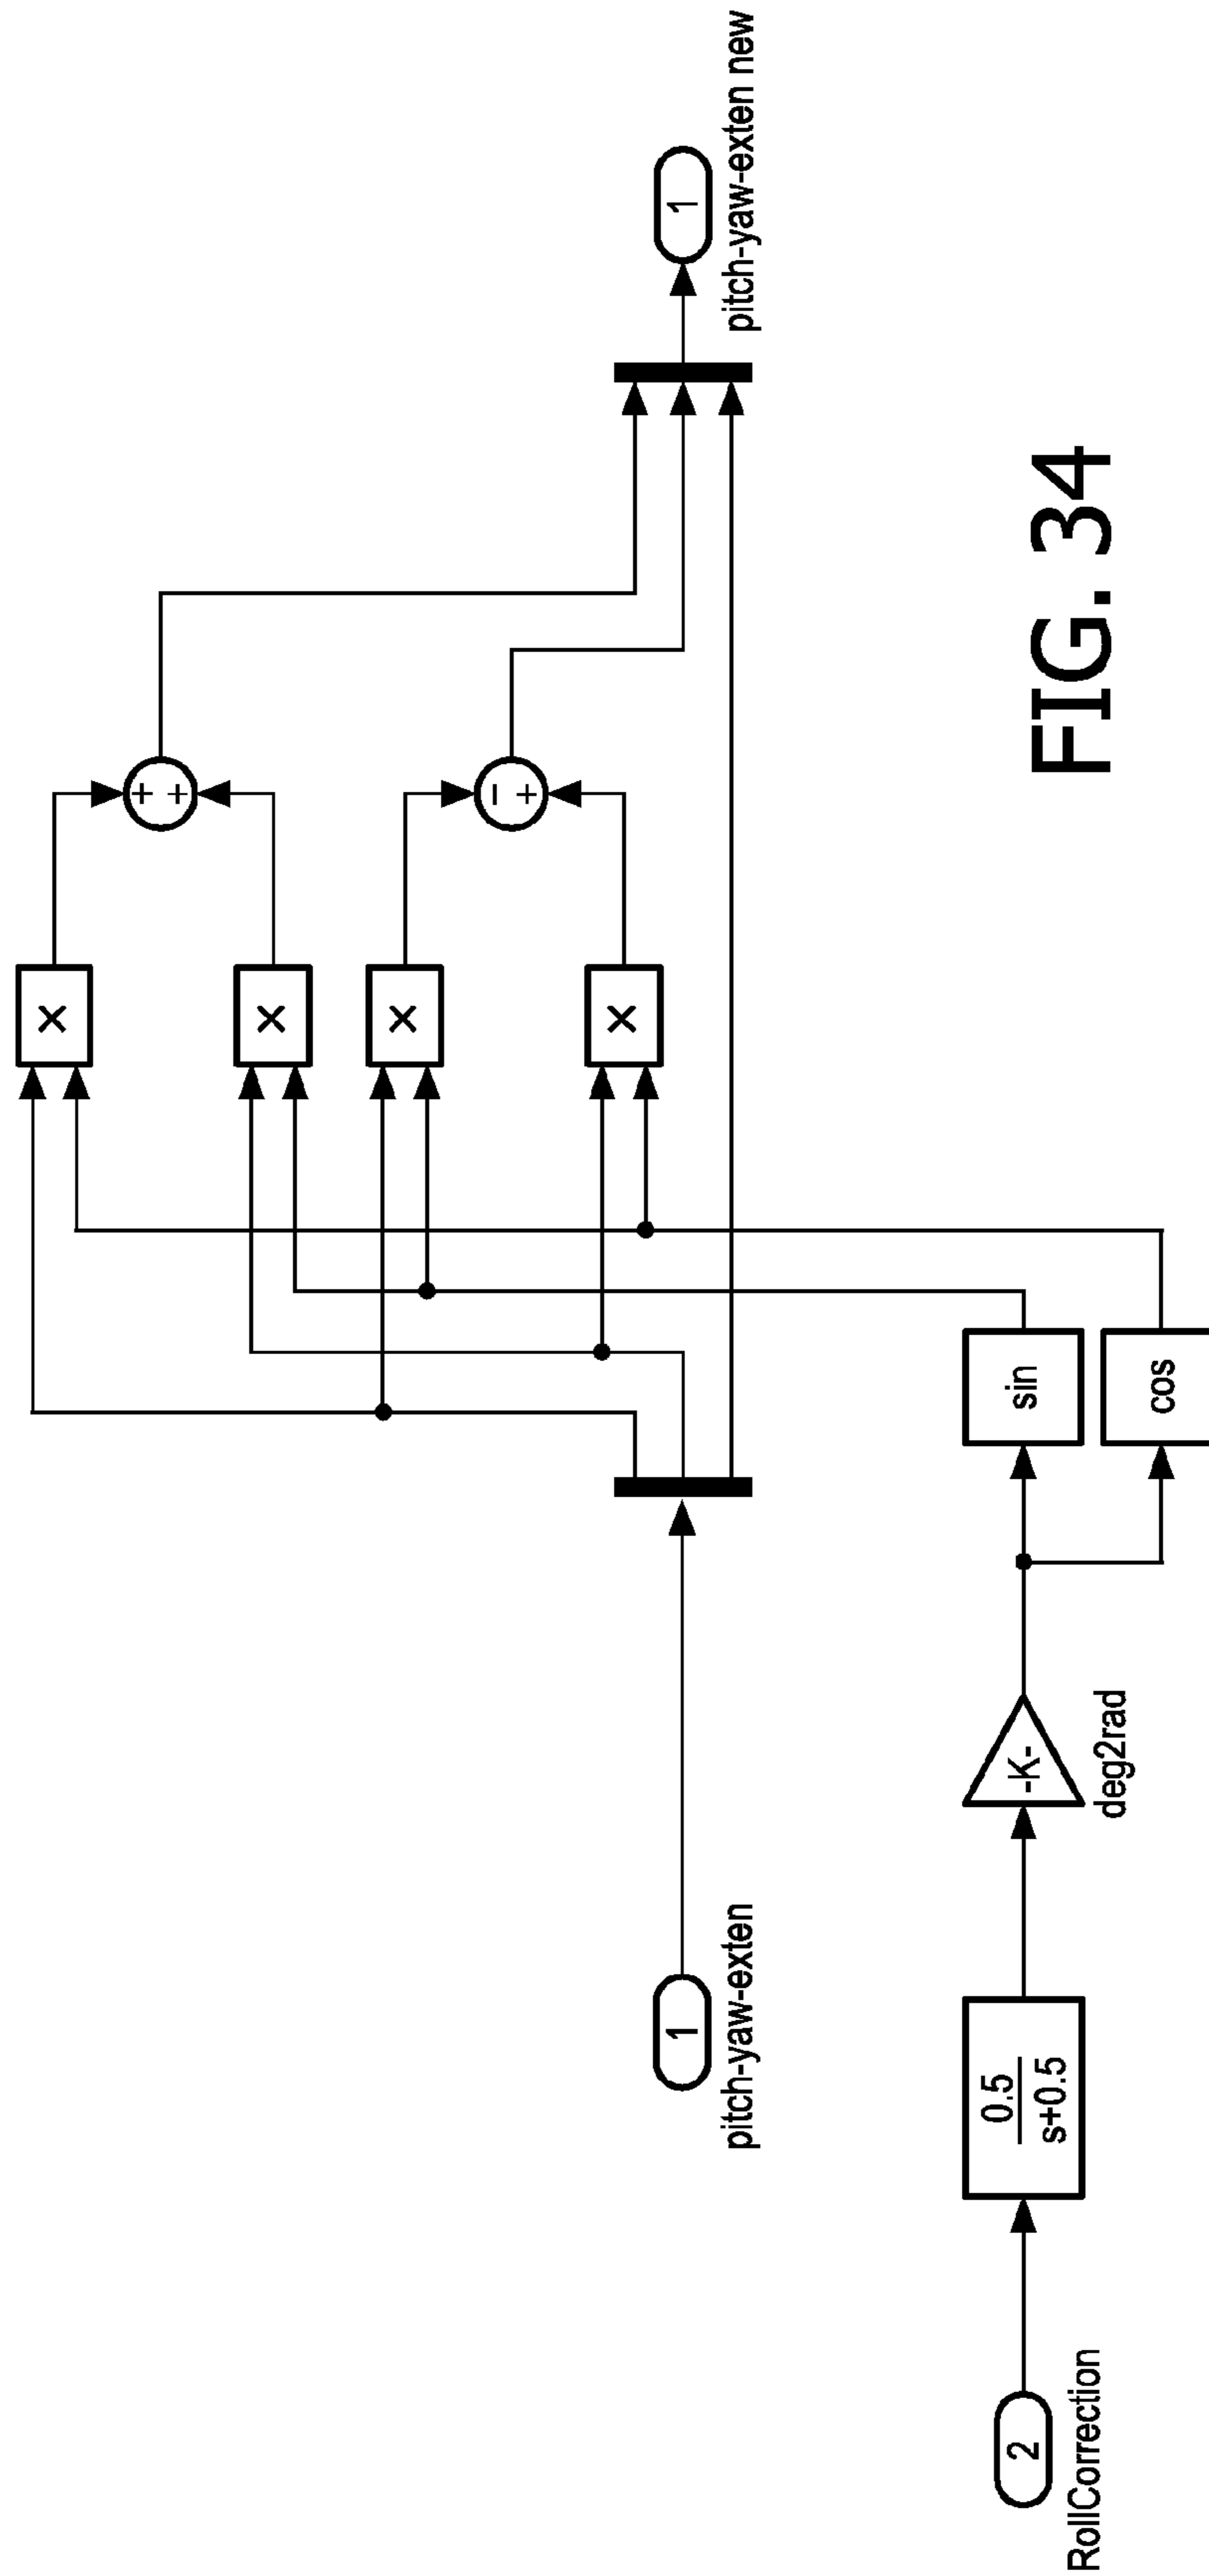 ×
×
×
×
+
+
−
+
1
pitch-yaw-exten
1
pitch-yaw-exten new
2
RollCorrection
0.5
s+0.5
-K-
deg2rad
sin
cos
FIG. 34